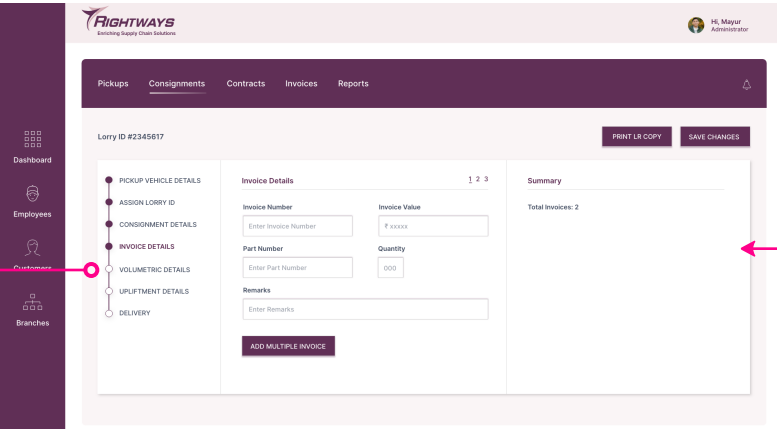 RIGHTWAYS
Enriching Supply Chain Solutions
Hi, Mayur
Administrator
Pickups Consignments Contracts Invoices Reports
Lorry ID #2345617
PRINT LR COPY SAVE CHANGES
Dashboard
Employees
Customers
Branches
PICKUP VEHICLE DETAILS
ASSIGN LORRY ID
CONSIGNMENT DETAILS
INVOICE DETAILS
VOLUMETRIC DETAILS
UPLIFTMENT DETAILS
DELIVERY
Invoice Details 1 2 3
Invoice Number Invoice Value
Enter Invoice Number ₹ xxxxx
Part Number Quantity
Enter Part Number 000
Remarks
Enter Remarks
ADD MULTIPLE INVOICE
Summary
Total Invoices: 2